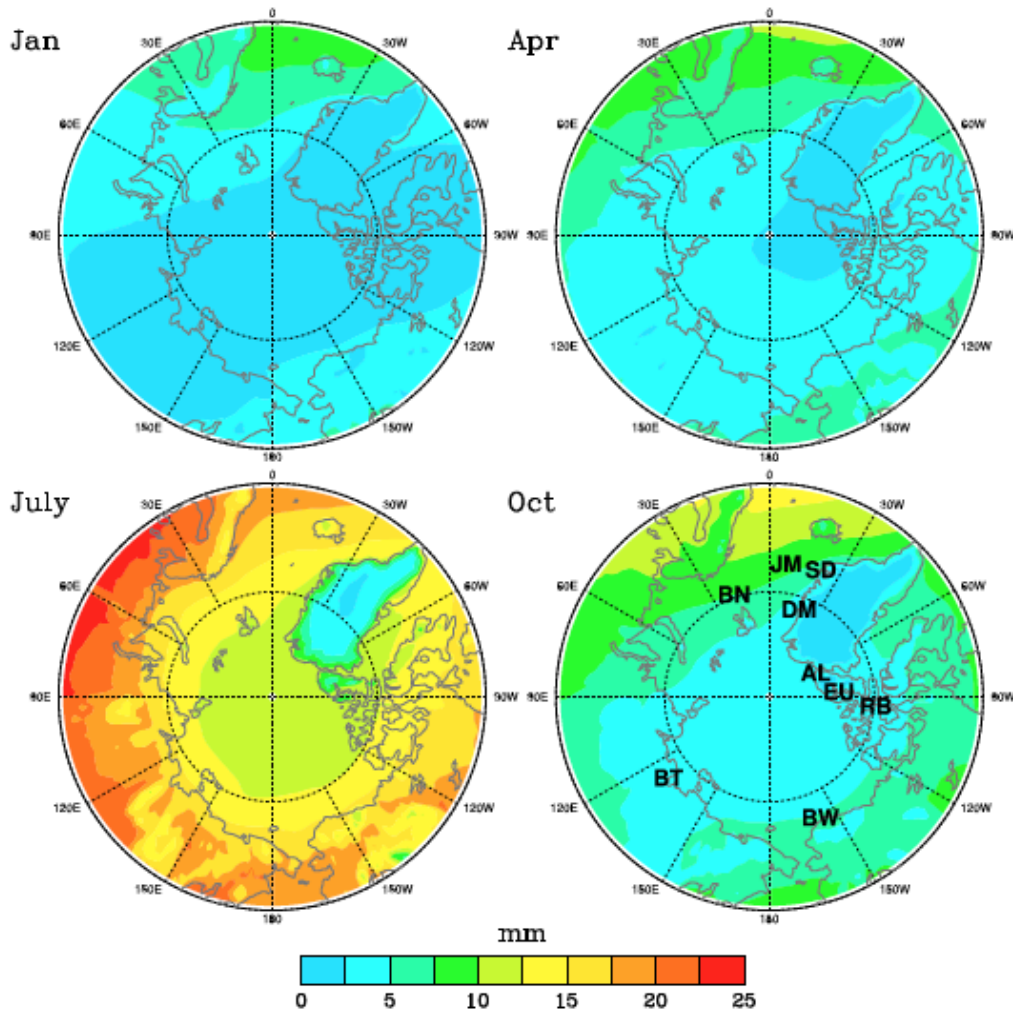 0 0
Jan 30E 30W Apr 30E 30W
60E 60W 60E 60W
90E 90W 90E 90W
120E 120W 120E 120W
150E 150W 150E 150W
180 180
0 0
July 30E 30W Oct 30E 30W
JM SD
60E 60W 60E BN DM 60W
AL
EU
90E 90W 90E RB 90W
BT
120E 120W 120E BW 120W
150E 150W 150E 150W
180 180
mm
0 5 10 15 20 25